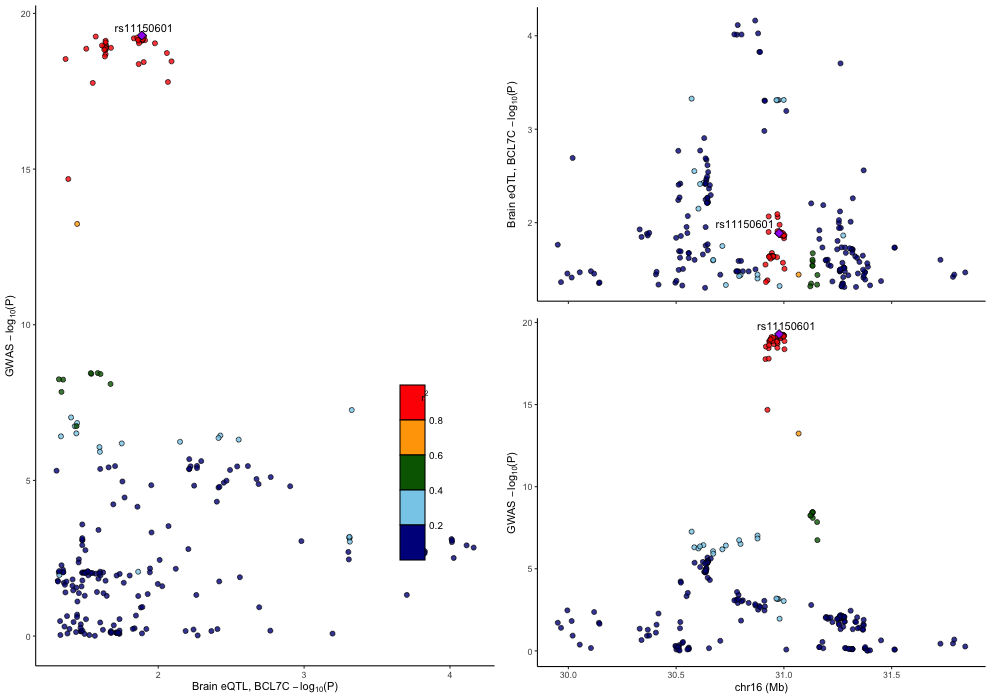 rs11150601
20
15
10
5
0
GWAS −log10(P)
2
3
4
Brain eQTL, BCL7C −log10(P)
r2
0.8
0.6
0.4
0.2
4
3
2
Brain eQTL, BCL7C −log10(P)
rs11150601
rs11150601
20
15
10
5
0
GWAS −log10(P)
30.0
30.5
31.0
31.5
chr16 (Mb)